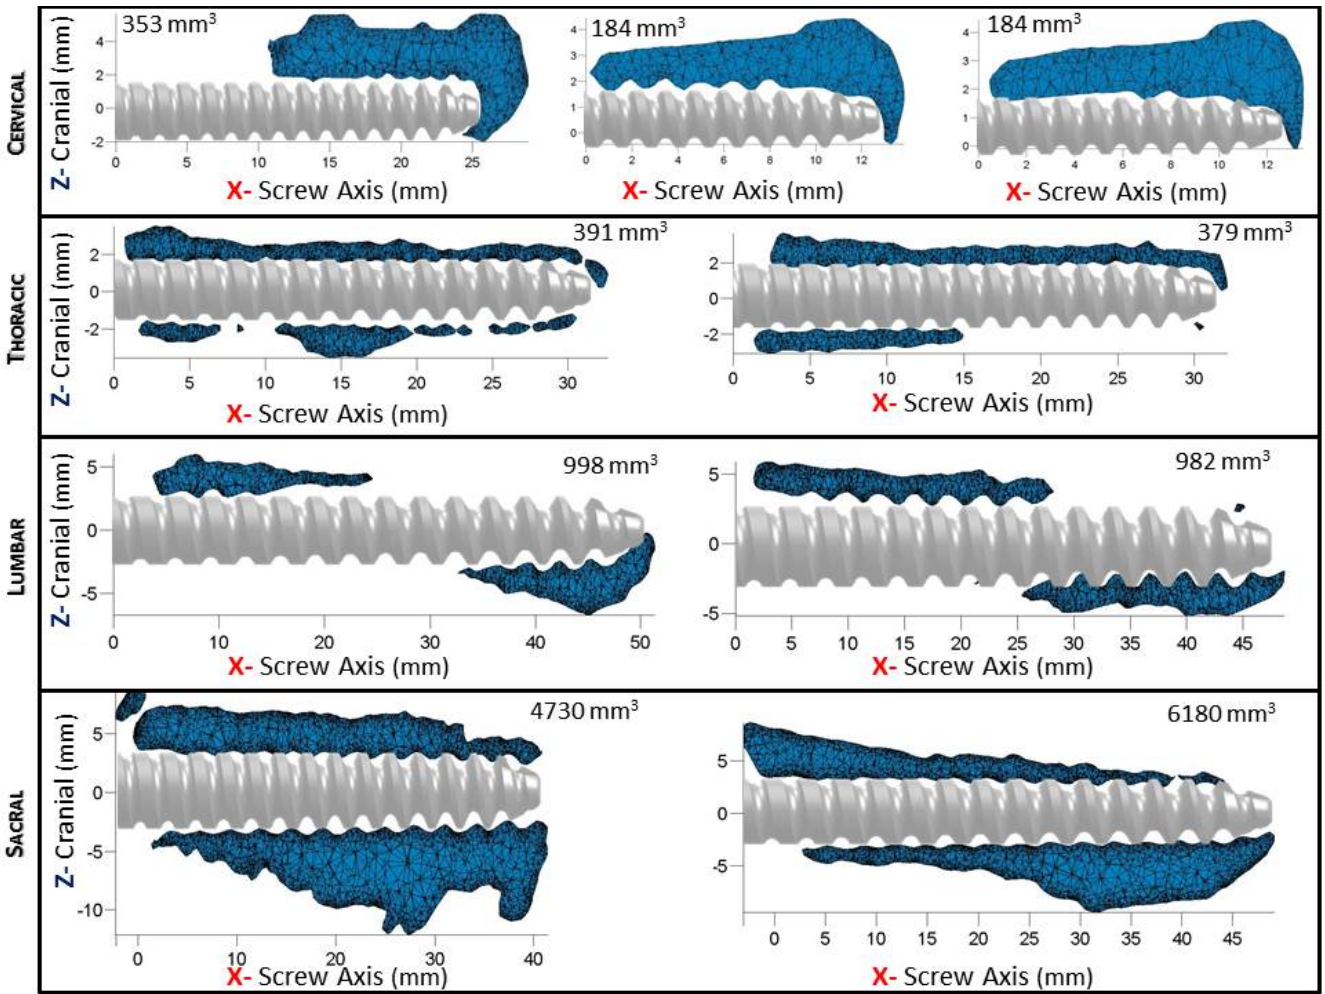 CERVICAL
Z- Cranial (mm)
353 mm³
4
2
0
-2
0 5 10 15 20 25
X- Screw Axis (mm)
184 mm³
4
3
2
1
0
0 2 4 6 8 10 12
X- Screw Axis (mm)
184 mm³
4
3
2
1
0
0 2 4 6 8 10 12
X- Screw Axis (mm)
THORACIC
Z- Cranial (mm)
391 mm³
2
0
-2
0 5 10 15 20 25 30
X- Screw Axis (mm)
379 mm³
2
0
-2
0 5 10 15 20 25 30
X- Screw Axis (mm)
LUMBAR
Z- Cranial (mm)
998 mm³
5
0
-5
0 10 20 30 40 50
X- Screw Axis (mm)
982 mm³
5
0
-5
0 5 10 15 20 25 30 35 40 45
X- Screw Axis (mm)
SACRAL
Z- Cranial (mm)
4730 mm³
5
0
-5
-10
0 10 20 30 40
X- Screw Axis (mm)
6180 mm³
5
0
-5
0 5 10 15 20 25 30 35 40 45
X- Screw Axis (mm)